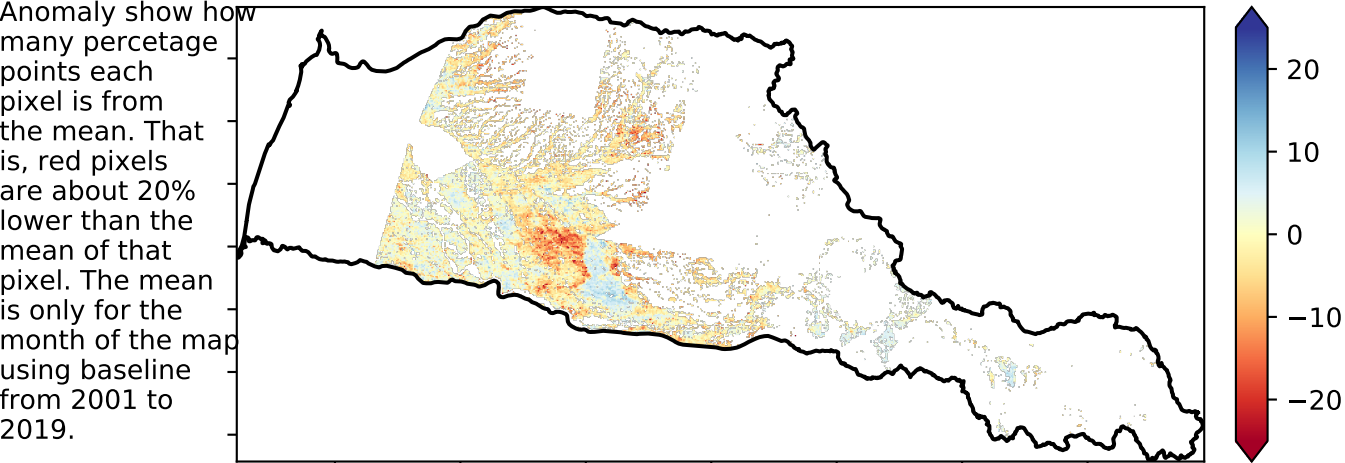 Anomaly show how
many percetage
points each
pixel is from
the mean. That
is, red pixels
are about 20%
lower than the
mean of that
pixel. The mean
is only for the
month of the map
using baseline
from 2001 to
2019.
20
10
0
−10
−20